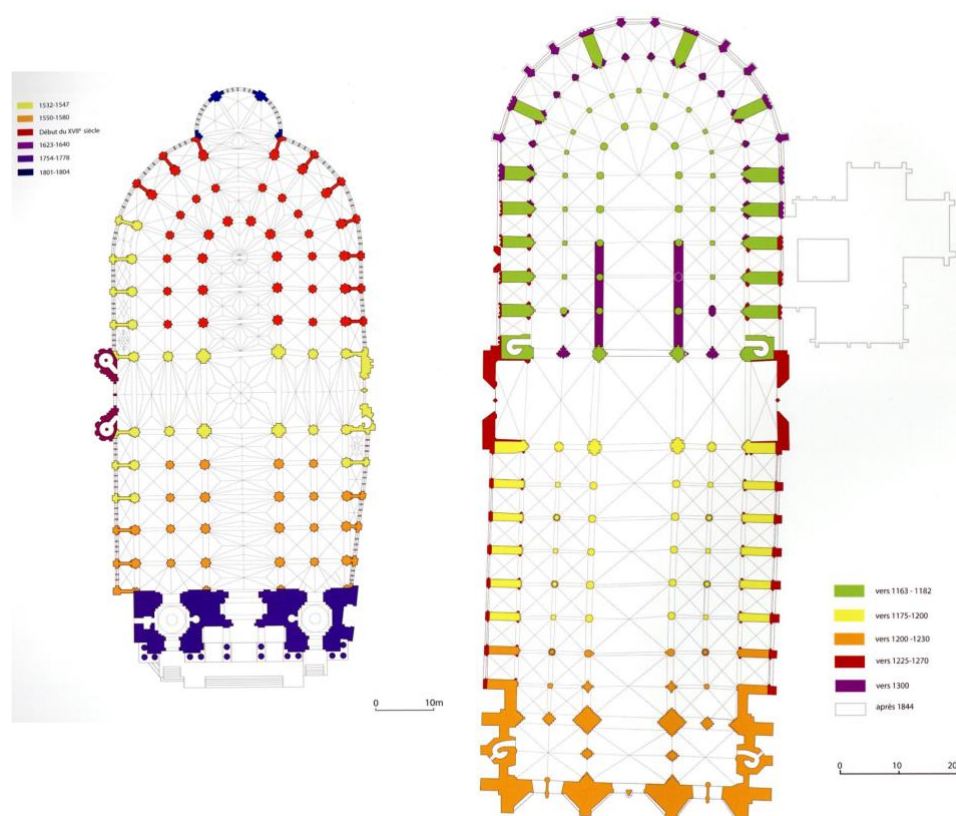 1532-1547
1550-1580
Début du XVIIe siècle
1623-1640
1754-1778
1801-1804
0 10m
vers 1163 - 1182
vers 1175-1200
vers 1200 -1230
vers 1225-1270
vers 1300
après 1844
0 10 20